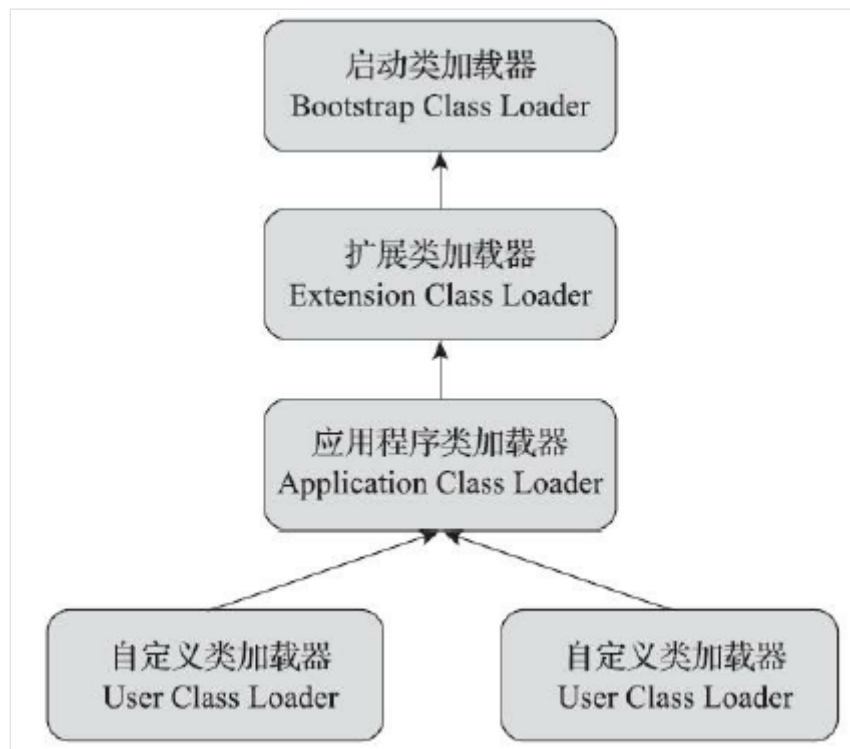 启动类加载器
Bootstrap Class Loader
扩展类加载器
Extension Class Loader
应用程序类加载器
Application Class Loader
自定义类加载器
User Class Loader
自定义类加载器
User Class Loader